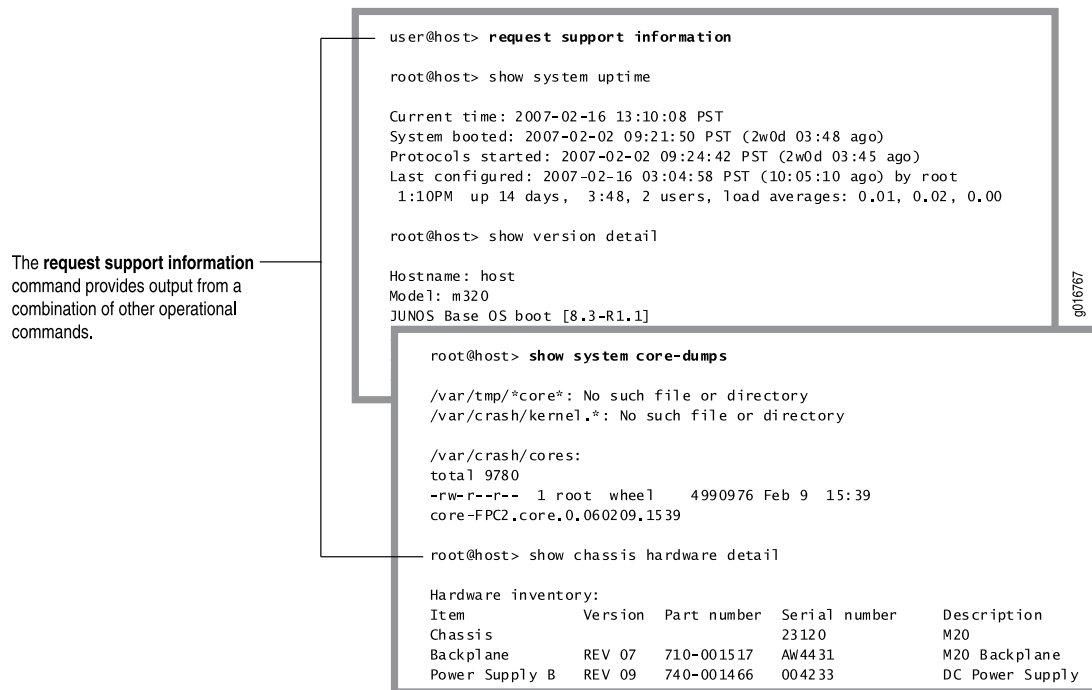 user@host> request support information
root@host> show system uptime
Current time: 2007-02-16 13:10:08 PST
System booted: 2007-02-02 09:21:50 PST (2w0d 03:48 ago)
Protocols started: 2007-02-02 09:24:42 PST (2w0d 03:45 ago)
Last configured: 2007-02-16 03:04:58 PST (10:05:10 ago) by root
1:10PM up 14 days, 3:48, 2 users, load averages: 0.01, 0.02, 0.00
root@host> show version detail
Hostname: host
Model: m320
JUNOS Base OS boot [8.3-R1.1]
The request support information
command provides output from a
combination of other operational
commands.
g016767
root@host> show system core-dumps
/var/tmp/*core*: No such file or directory
/var/crash/kernel.*: No such file or directory
/var/crash/cores:
total 9780
-rw-r--r-- 1 root wheel 4990976 Feb 9 15:39
core-FPC2.core.0.060209.1539
root@host> show chassis hardware detail
Hardware inventory:
Item Version Part number Serial number Description
Chassis 23120 M20
Backplane REV 07 710-001517 AW4431 M20 Backplane
Power Supply B REV 09 740-001466 004233 DC Power Supply